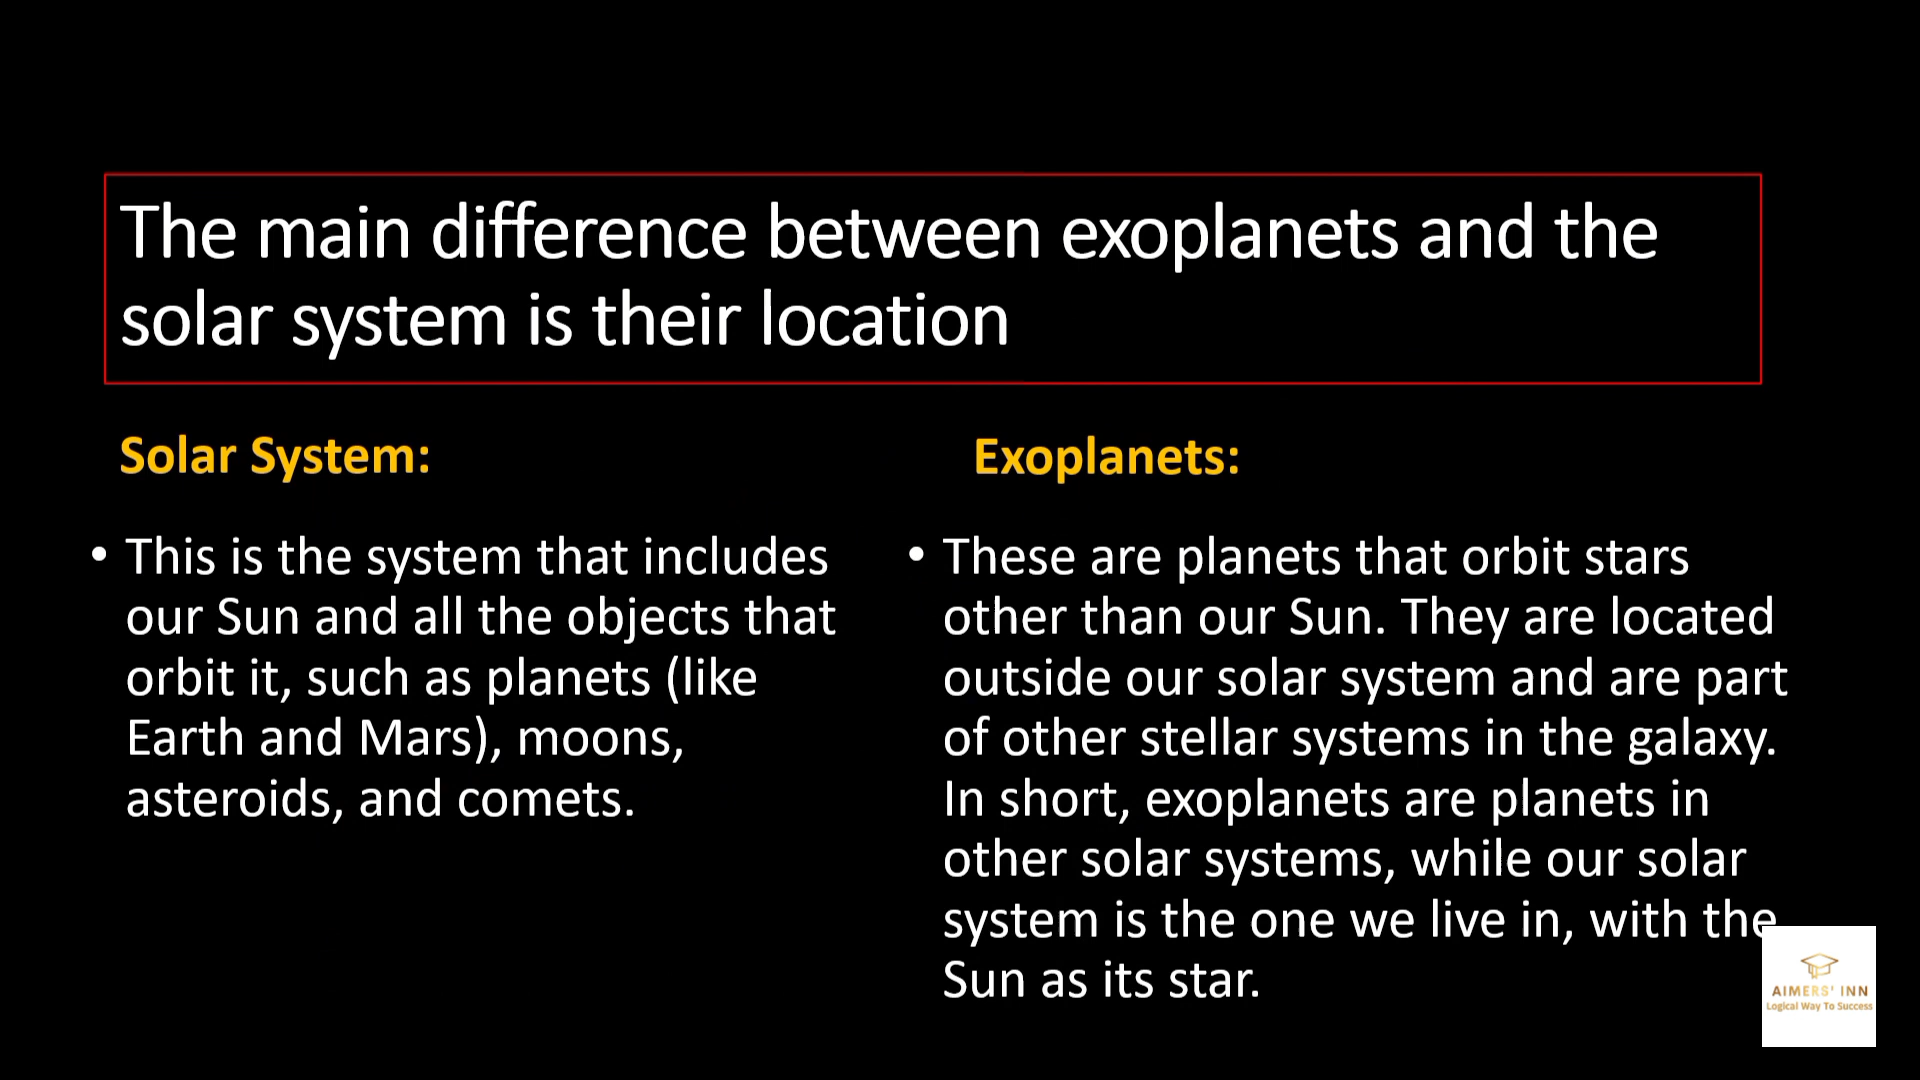 The main difference between exoplanets and the
solar system is their location
Solar System:
• This is the system that includes
our Sun and all the objects that
orbit it, such as planets (like
Earth and Mars), moons,
asteroids, and comets.
Exoplanets:
• These are planets that orbit stars
other than our Sun. They are located
outside our solar system and are part
of other stellar systems in the galaxy.
In short, exoplanets are planets in
other solar systems, while our solar
system is the one we live in, with the
Sun as its star.
AIMERS' INN
Logical Way To Success